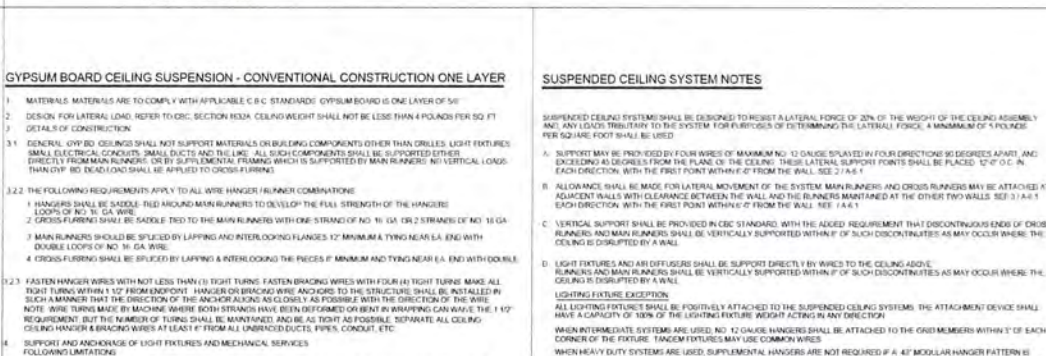 GYPSUM BOARD CEILING SUSPENSION - CONVENTIONAL CONSTRUCTION ONE LAYER
1 MATERIALS MATERIALS ARE TO COMPLY WITH APPLICABLE C B C STANDARDS GYPSUM BOARD IS ONE LAYER OF 5/8"
2 DESIGN FOR LATERAL LOAD, REFER TO CBC, SECTION CEILING WEIGHT SHALL NOT BE LESS THAN 4 POUNDS PER SQ. FT
3 DETAILS OF CONSTRUCTION
3.1 GENERAL GYP BD CEILINGS SHALL NOT SUPPORT MATERIALS OR BUILDING COMPONENTS OTHER THAN GRILLES, LIGHT FIXTURES
SMALL ELECTRICAL CONDUITS, SMALL DUCTS AND THE LIKE. ALL SUCH COMPONENTS SHALL BE SUPPORTED EITHER
DIRECTLY FROM MAIN RUNNERS, OR BY SUPPLEMENTAL FRAMING WHICH IS SUPPORTED BY MAIN RUNNERS. NO VERTICAL LOADS
THAN GYP. BD. DEAD LOAD SHALL BE APPLIED TO CROSS-FURRING
3.2.2 THE FOLLOWING REQUIREMENTS APPLY TO ALL WIRE HANGER / RUNNER COMBINATIONS
1 HANGERS SHALL BE SADDLE-TIED AROUND MAIN RUNNERS TO DEVELOP THE FULL STRENGTH OF THE HANGERS
LOOPS OF NO. 16 GA. WIRE
2 CROSS-FURRING SHALL BE SADDLE TIED TO THE MAIN RUNNERS WITH ONE STRAND OF NO. 16 GA. OR 2 STRANDS OF NO. 18 GA
3 MAIN RUNNERS SHOULD BE SPLICED BY LAPPING AND INTERLOCKING FLANGES 12" MINIMUM & TYING NEAR EA. END WITH
DOUBLE LOOPS OF NO. 16 GA. WIRE
4 CROSS-FURRING SHALL BE SPLICED BY LAPPING & INTERLOCKING THE PIECES 8" MINIMUM AND TYING NEAR EA. END WITH DOUBLE
3.2.3 FASTEN HANGER WIRES WITH NOT LESS THAN (3) TIGHT TURNS. FASTEN BRACING WIRES WITH FOUR (4) TIGHT TURNS. MAKE ALL
TIGHT TURNS WITHIN 1 1/2" FROM ENDPOINT. HANGER OR BRACING WIRE ANCHORS TO THE STRUCTURE SHALL BE INSTALLED IN
SUCH A MANNER THAT THE DIRECTION OF THE ANCHOR ALIGNS AS CLOSELY AS POSSIBLE WITH THE DIRECTION OF THE WIRE
NOTE: WIRE TURNS MADE BY MACHINE WHERE BOTH STRANDS HAVE BEEN DEFORMED OR BENT IN WRAPPING CAN WAIVE THE 1 1/2"
REQUIREMENT, BUT THE NUMBER OF TURNS SHALL BE MAINTAINED, AND BE AS TIGHT AS POSSIBLE. SEPARATE ALL CEILING
CEILING HANGER & BRACING WIRES AT LEAST 6" FROM ALL UNBRACED DUCTS, PIPES, CONDUIT, ETC
4 SUPPORT AND ANCHORAGE OF LIGHT FIXTURES AND MECHANICAL SERVICES
FOLLOWING LIMITATIONS
SUSPENDED CEILING SYSTEM NOTES
SUSPENDED CEILING SYSTEMS SHALL BE DESIGNED TO RESIST A LATERAL FORCE OF 20% OF THE WEIGHT OF THE CEILING ASSEMBLY
AND, ANY LOADS TRIBUTARY TO THE SYSTEM. FOR PURPOSES OF DETERMINING THE LATERALL FORCE, A MINIMAMUM OF 5 POUNDS
PER SQUARE FOOT SHALL BE USED
A. SUPPORT MAY BE PROVIDED BY FOUR WIRES OF MAXIMUM NO. 12 GAUGE SPLAYED IN FOUR DIRECTIONS 90 DEGREES APART, AND
EXCEEDING 45 DEGREES FROM THE PLANE OF THE CEILING. THESE LATERAL SUPPORT POINTS SHALL BE PLACED 12'-0" O.C. IN
EACH DIRECTION, WITH THE FIRST POINT WITHIN 6'-0" FROM THE WALL. SEE 2 / A-6.1
B. ALLOWANCE SHALL BE MADE FOR LATERAL MOVEMENT OF THE SYSTEM. MAIN RUNNERS AND CROSS RUNNERS MAY BE ATTACHED AT
ADJACENT WALLS WITH CLEARANCE BETWEEN THE WALL AND THE RUNNERS MAINTAINED AT THE OTHER TWO WALLS. SEE 3 / A-6.1
C. VERTICAL SUPPORT SHALL BE PROVIDED IN CBC STANDARD, WITH THE ADDED REQUIREMENT THAT DISCONTINUOUS ENDS OF CROSS
RUNNERS AND MAIN RUNNERS SHALL BE VERTICALLY SUPPORTED WITHIN 8" OF SUCH DISCONTINUITIES AS MAY OCCUR WHERE THE
CEILING IS DISRUPTED BY A WALL
D. LIGHT FIXTURES AND AIR DIFFUSERS SHALL BE SUPPORT DIRECTLY BY WIRES TO THE CEILING ABOVE
RUNNERS AND MAIN RUNNERS SHALL BE VERTICALLY SUPPORTED WITHIN 8" OF SUCH DISCONTINUITIES AS MAY OCCUR WHERE THE
CEILING IS DISRUPTED BY A WALL
LIGHTING FIXTURE EXCEPTION
ALL LIGHTING FIXTURE BE POSITIVELY ATTACHED TO THE SUSPENDED CEILING SYSTEMS. THE ATTACHMENT DEVICE SHALL
HAVE A CAPACITY OF 100% OF THE LIGHTING FIXTURE WEIGHT ACTING IN ANY DIRECTION
WHEN INTERMEDIATE SYSTEMS ARE USED, NO. 12 GAUGE HANGERS SHALL BE ATTACHED TO THE GRID MEMBERS WITHIN 3" OF EACH
CORNER OF THE FIXTURE. TANDEM FIXTURES MAY USE COMMON WIRES
WHEN HEAVY DUTY SYSTEMS ARE USED, SUPPLEMENTAL HANGERS ARE NOT REQUIRED IF A 48" MODULAR HANGER PATTERN IS